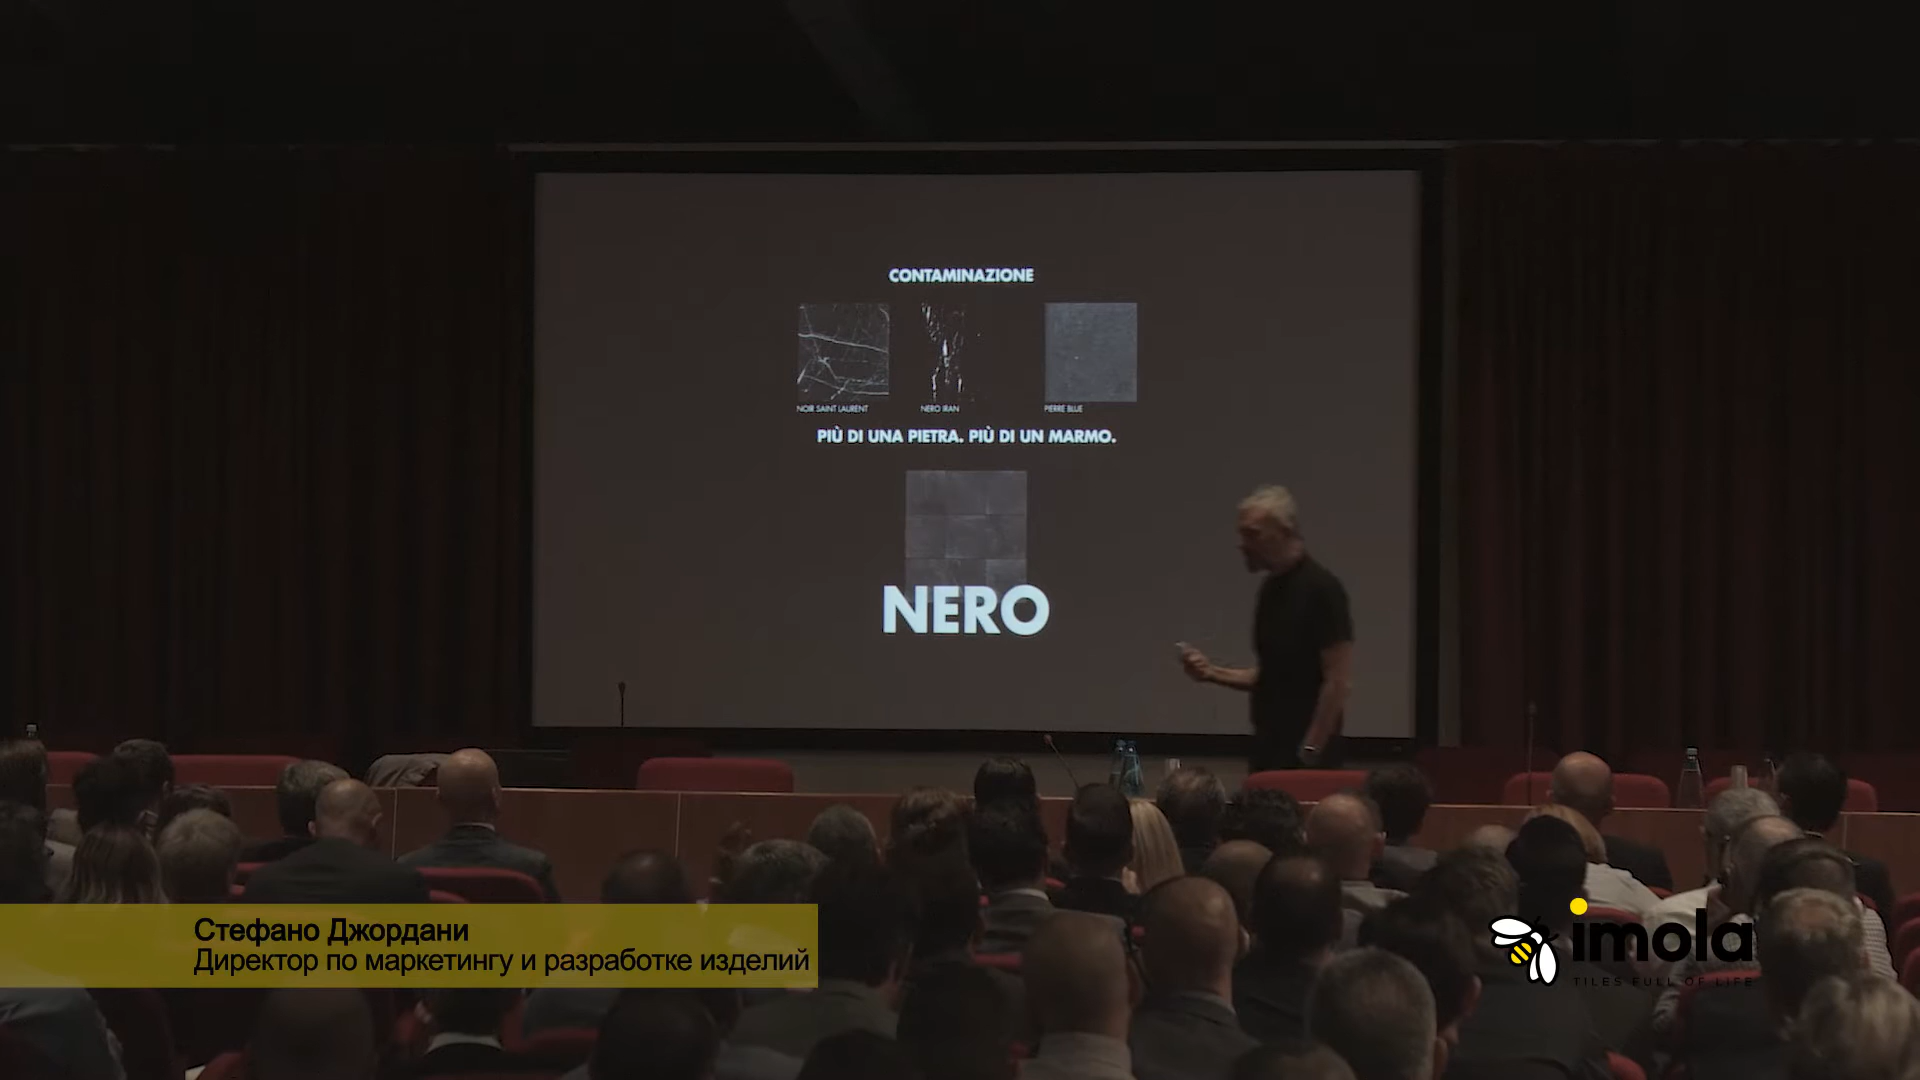 CONTAMINAZIONE
NOIR SAINT LAURENT
NERO IRAN
PIERRE BLUE
PIÙ DI UNA PIETRA. PIÙ DI UN MARMO.
NERO
Стефано Джордани
Директор по маркетингу и разработке изделий
imola
TILES FULL OF LIFE